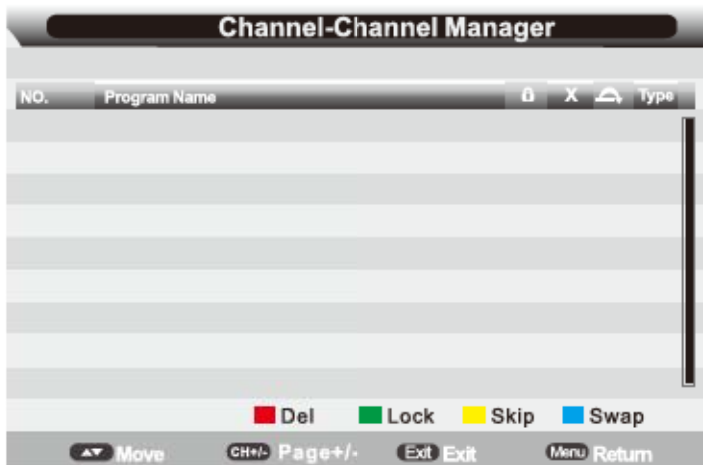 Channel-Channel Manager
NO. Program Name X Type
Del Lock Skip Swap
Move CH+/- Page+/- Exit Exit Menu Return